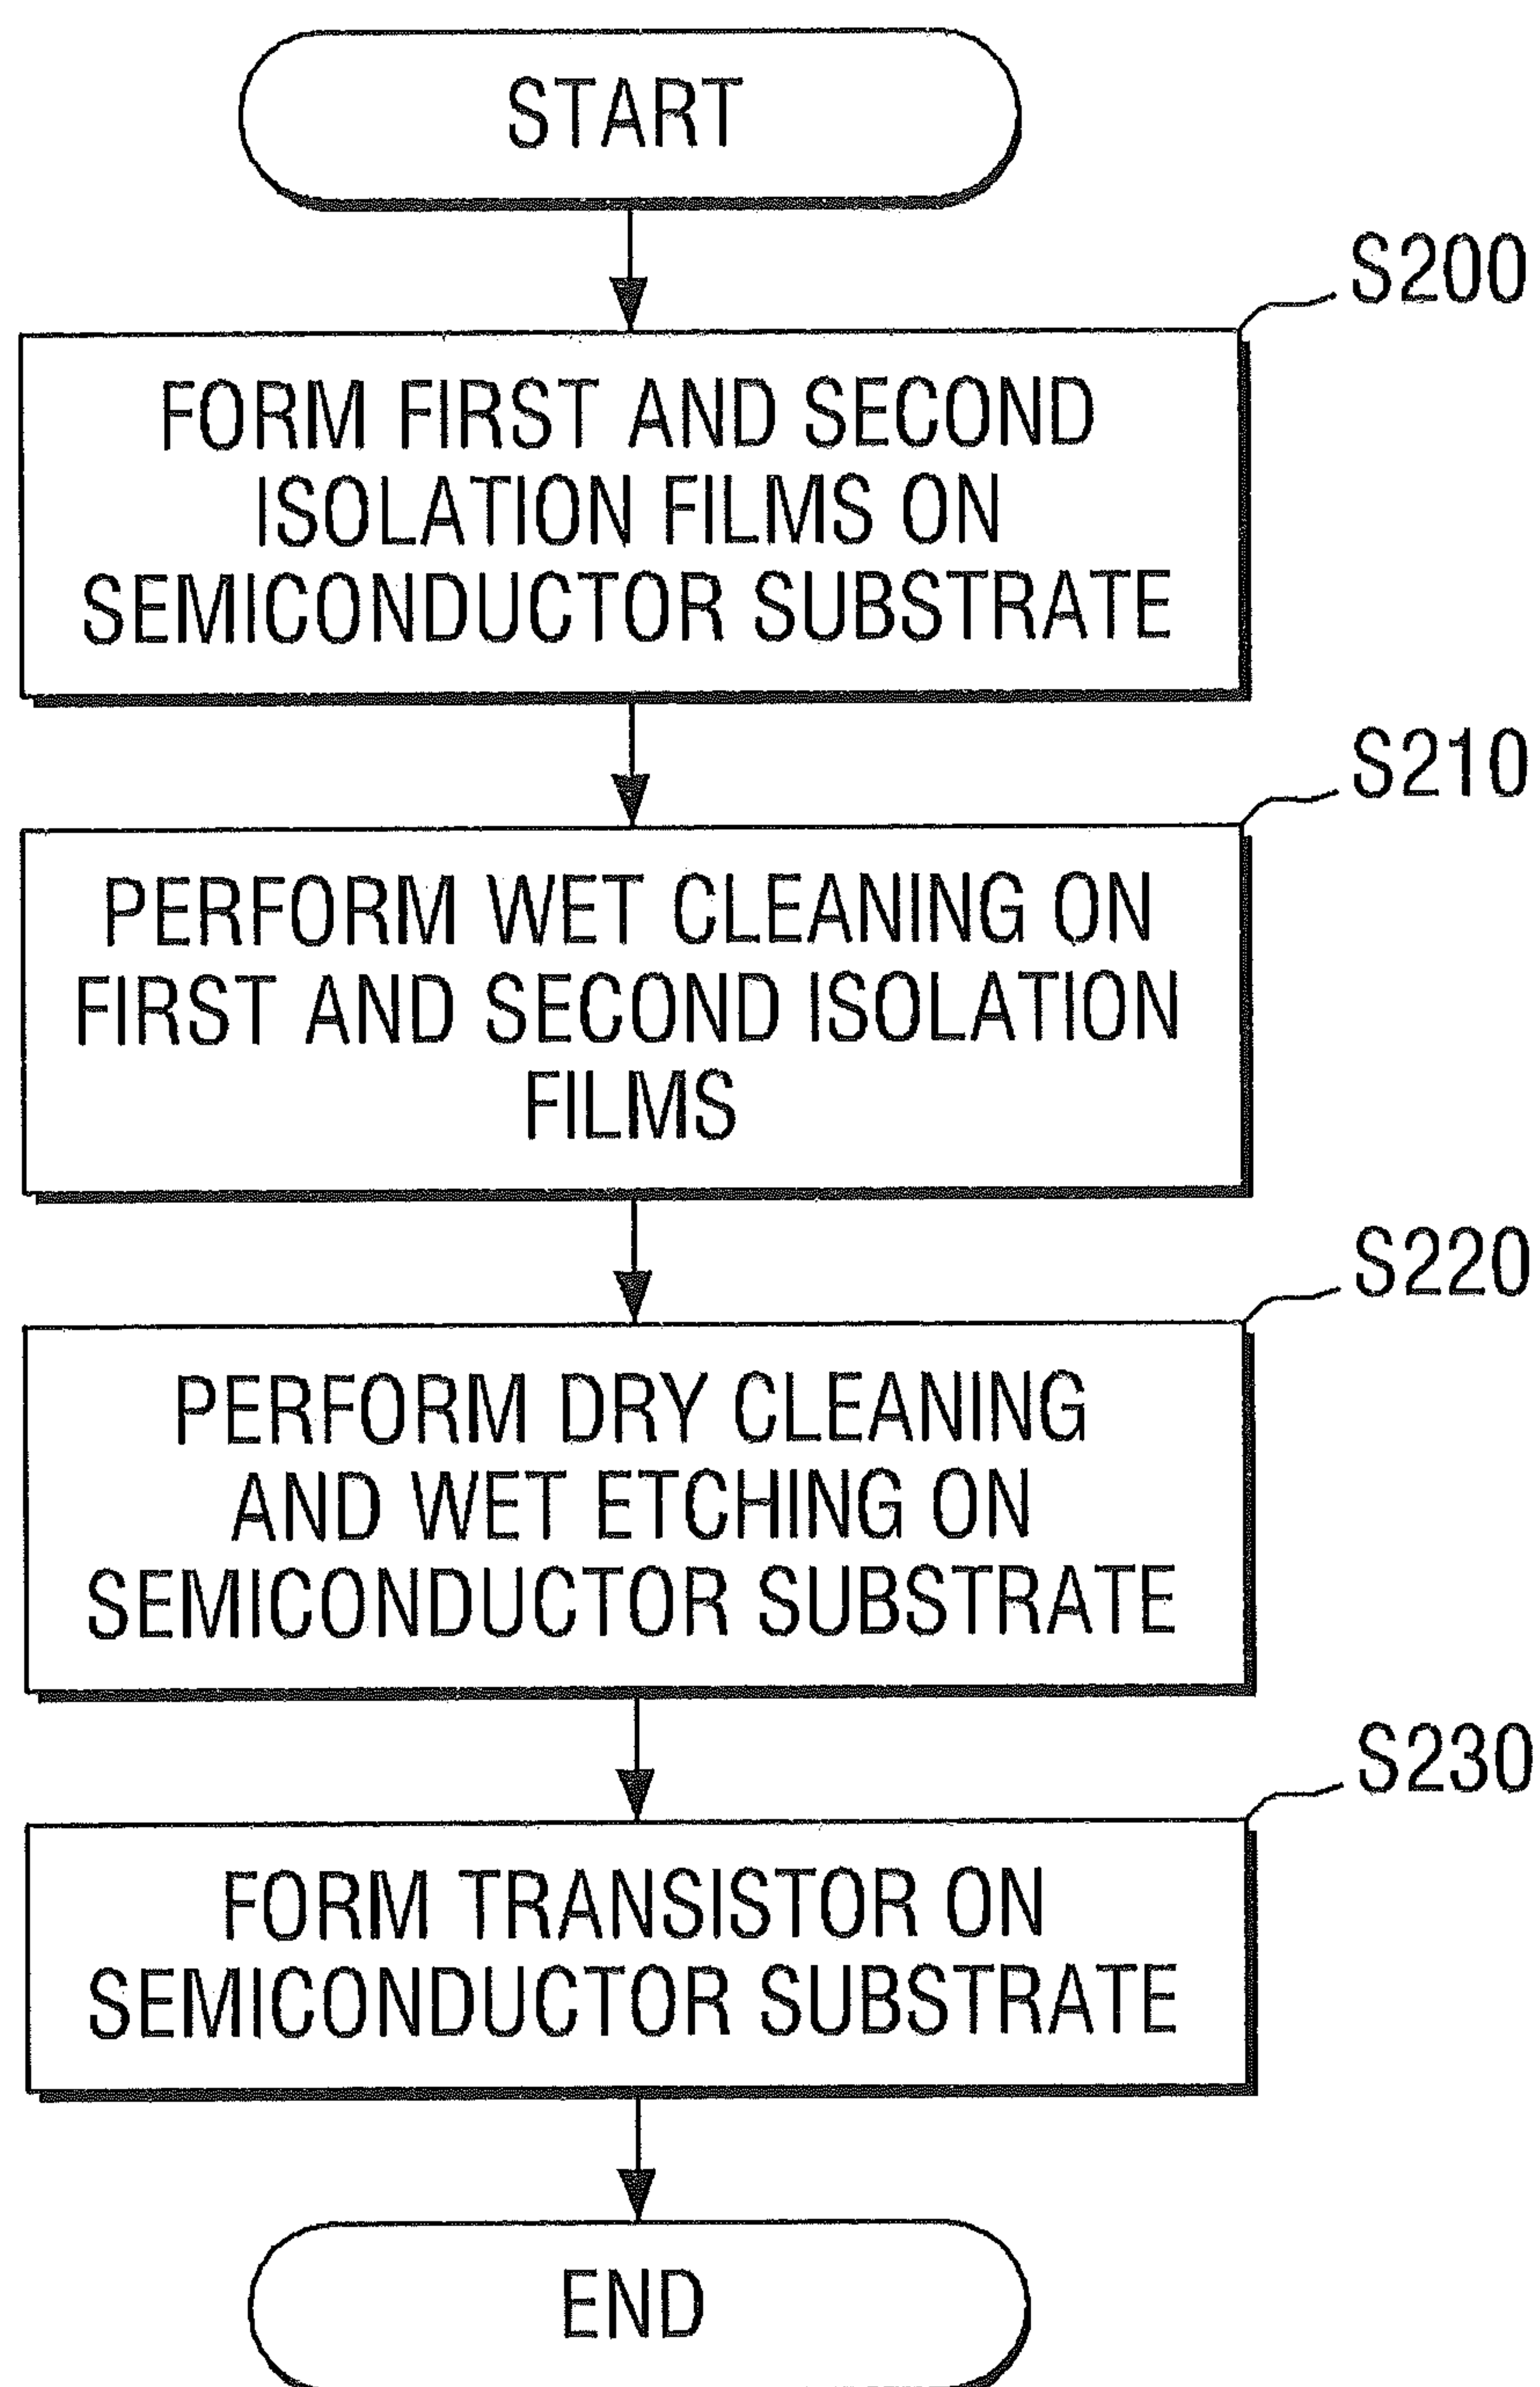 START
S200
FORM FIRST AND SECOND
ISOLATION FILMS ON
SEMICONDUCTOR SUBSTRATE
S210
PERFORM WET CLEANING ON
FIRST AND SECOND ISOLATION
FILMS
S220
PERFORM DRY CLEANING
AND WET ETCHING ON
SEMICONDUCTOR SUBSTRATE
S230
FORM TRANSISTOR ON
SEMICONDUCTOR SUBSTRATE
END